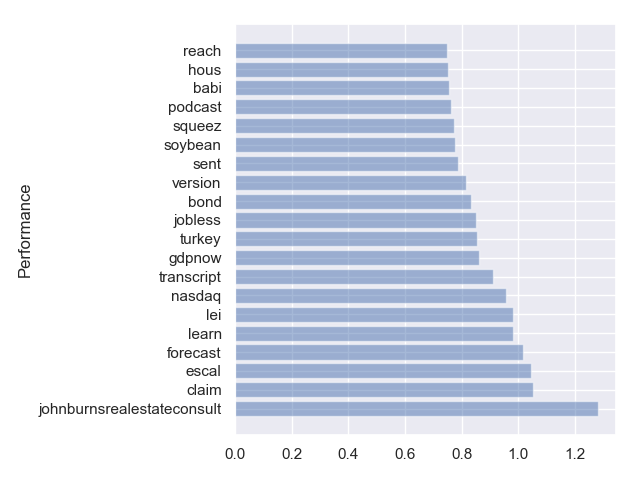 reach
hous
babi
podcast
squeez
soybean
sent
version
bond
jobless
turkey
gdpnow
transcript
nasdaq
lei
learn
forecast
escal
claim
johnburnsrealestateconsult
Performance
0.0 0.2 0.4 0.6 0.8 1.0 1.2